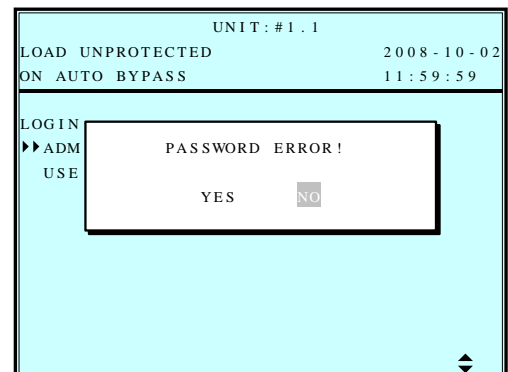 UNIT:#1.1
LOAD UNPROTECTED 2008-10-02
ON AUTO BYPASS 11:59:59
LOGIN
ADM
PASSWORD ERROR!
USE
YES NO